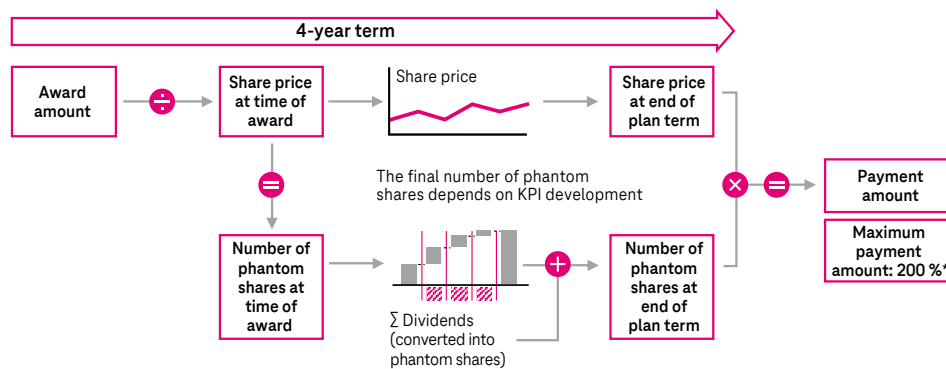 4-year term
Award
amount
÷
Share price
at time of
award
Share price
Share price
at end of
plan term
=
The final number of phantom
shares depends on KPI development
×
=
Payment
amount
Maximum
payment
amount: 200 %*
Number of
phantom
shares at
time of
award
+
∑ Dividends
(converted into
phantom shares)
Number of
phantom
shares at
end of
plan term